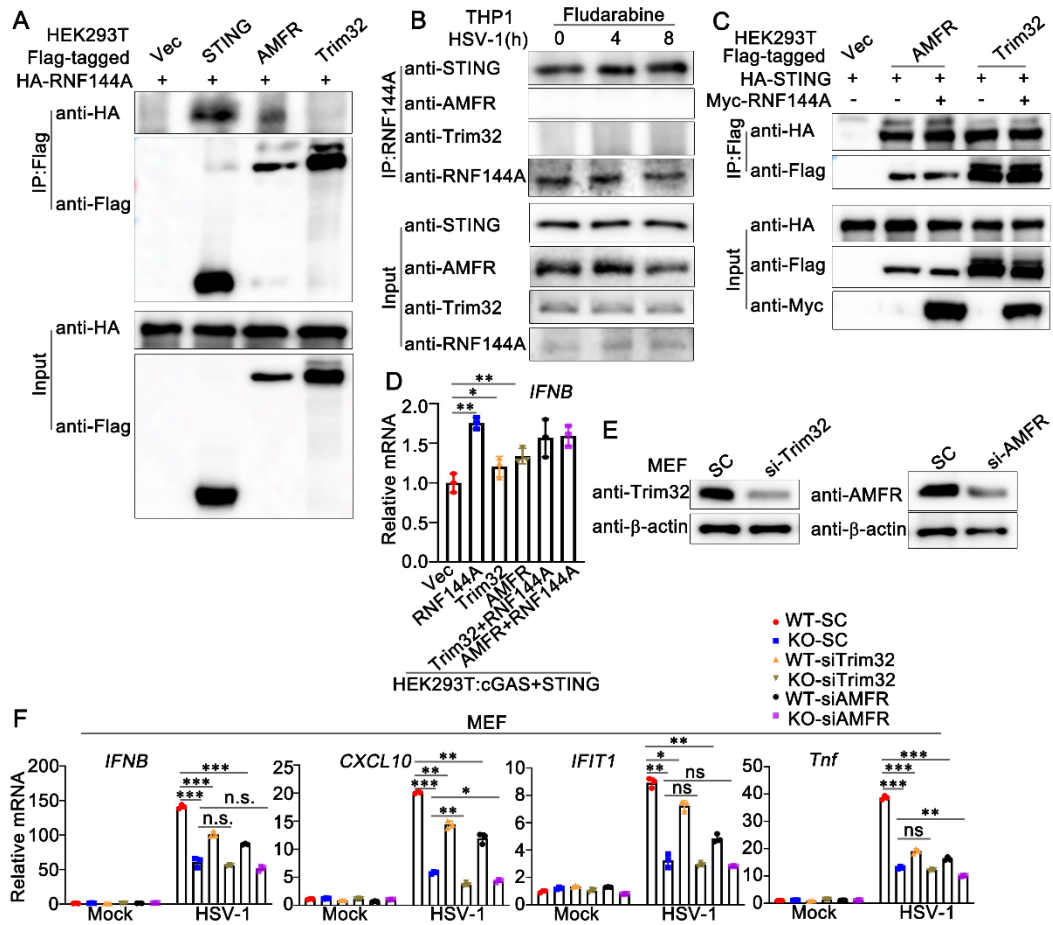 A
HEK293T
Flag-tagged
Vec
STING
AMFR
Trim32
HA-RNF144A + + + +
IP:Flag
anti-HA
anti-Flag
Input
anti-HA
anti-Flag
B
THP1 Fludarabine
HSV-1(h) 0 4 8
IP:RNF144A
anti-STING
anti-AMFR
anti-Trim32
anti-RNF144A
Input
anti-STING
anti-AMFR
anti-Trim32
anti-RNF144A
C
HEK293T
Flag-tagged
Vec
AMFR
Trim32
HA-STING + + + + +
Myc-RNF144A - - + - +
IP:Flag
anti-HA
anti-Flag
Input
anti-HA
anti-Flag
anti-Myc
D
IFNB
**
*
**
Relative mRNA
2.0
1.5
1.0
0.5
0.0
Vec
RNF144A
Trim32
AMFR
Trim32+RNF144A
AMFR+RNF144A
HEK293T:cGAS+STING
E
MEF
SC
si-Trim32
anti-Trim32
anti-β-actin
SC
si-AMFR
anti-AMFR
anti-β-actin
WT-SC
KO-SC
WT-siTrim32
KO-siTrim32
WT-siAMFR
KO-siAMFR
F
MEF
Relative mRNA
IFNB
200
150
100
50
0
***
***
***
n.s.
n.s.
Mock HSV-1
CXCL10
25
20
15
10
5
0
**
**
***
*
**
Mock HSV-1
IFIT1
10
8
6
4
2
0
**
*
**
ns
ns
Mock HSV-1
Tnf
50
40
30
20
10
0
***
***
***
**
ns
Mock HSV-1